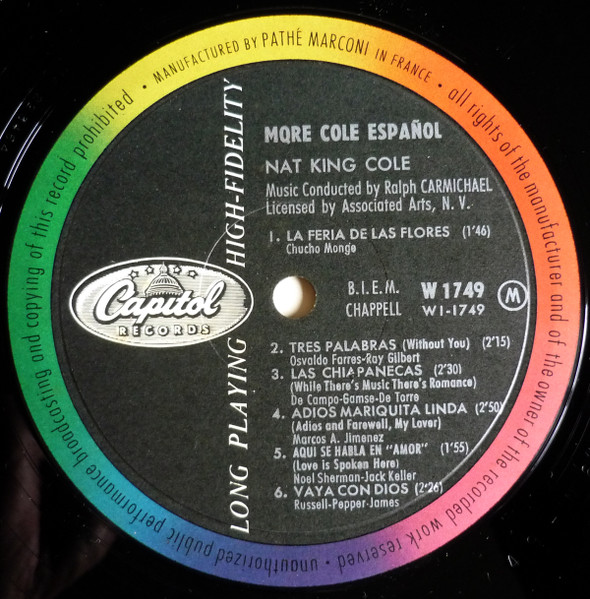 MANUFACTURED BY PATHÉ MARCONI IN FRANCE • all rights of the manufacturer and of the owner of the recorded work reserved • unauthorized public performance broadcasting and copying of this record prohibited •
LONG PLAYING HIGH-FIDELITY
Capitol
RECORDS
MQRE COLE ESPAÑOL
NAT KING COLE
Music Conducted by Ralph CARMICHAEL
Licensed by Associated Arts, N. V.
1. LA FERIA DE LAS FLORES (1'46)
Chucho Monge
B.I.E.M. W 1749 M
CHAPPELL W1-1749
2. TRES PALABRAS (Without You) (2'15)
Osvaldo Farres-Ray Gilbert
3. LAS CHIAPANECAS (2'30)
(While There's Music There's Romance)
De Campo-Gamse-De Torre
4. ADIOS MARIQUITA LINDA (2'50)
(Adios and Farewell, My Lover)
Marcos A. Jimenez
5. AQUI SE HABLA EN "AMOR" (1'55)
(Love is Spoken Here)
Noel Sherman-Jack Keller
6. VAYA CON DIOS (2'26)
Russell-Pepper-James